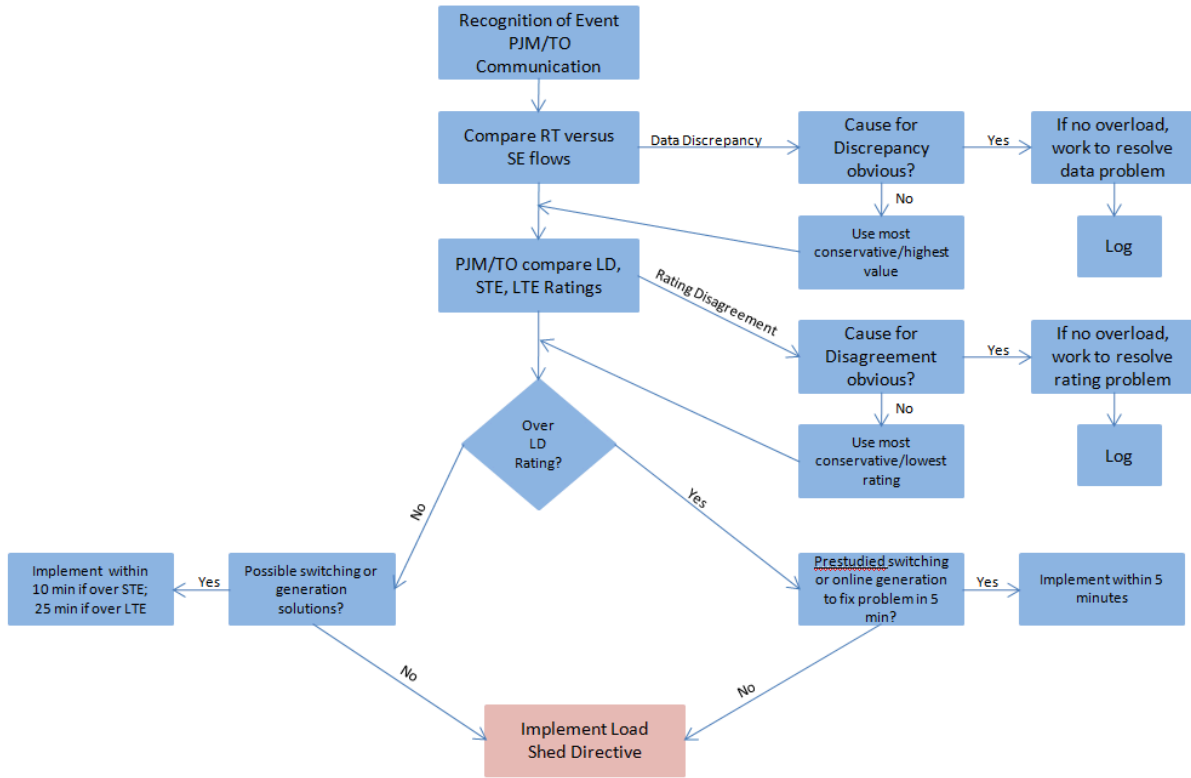 Recognition of Event
PJM/TO
Communication
Compare RT versus
SE flows
Data Discrepancy
Cause for
Discrepancy
obvious?
Yes
If no overload,
work to resolve
data problem
No
Use most
conservative/highest
value
Log
PJM/TO compare LD,
STE, LTE Ratings
Rating Disagreement
Cause for
Disagreement
obvious?
Yes
If no overload,
work to resolve
rating problem
No
Use most
conservative/lowest
rating
Log
Over
LD
Rating?
No
Yes
Implement within
10 min if over STE;
25 min if over LTE
Yes
Possible switching or
generation
solutions?
Prestudied switching
or online generation
to fix problem in 5
min?
Yes
Implement within 5
minutes
No
No
Implement Load
Shed Directive